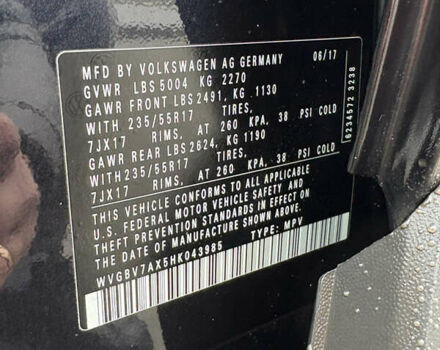 MFD BY VOLKSWAGEN AG GERMANY 06/17
GVWR LBS 5004 KG 2270
GAWR FRONT LBS 2491, KG 1130
WITH 235/55R17 TIRES,
7JX17 RIMS, AT 260 KPA, 38 PSI COLD
GAWR REAR LBS 2624, KG 1190
WITH 235/55R17 TIRES,
7JX17 RIMS, AT 260 KPA, 38 PSI COLD
THIS VEHICLE CONFORMS TO ALL APPLICABLE
U.S. FEDERAL MOTOR VEHICLE SAFETY AND
THEFT PREVENTION STANDARDS IN EFFECT ON
THE DATE OF MANUFACTURE SHOWN ABOVE.
WVGBV7AX5HK043985 TYPE: MPV
6234572 3238